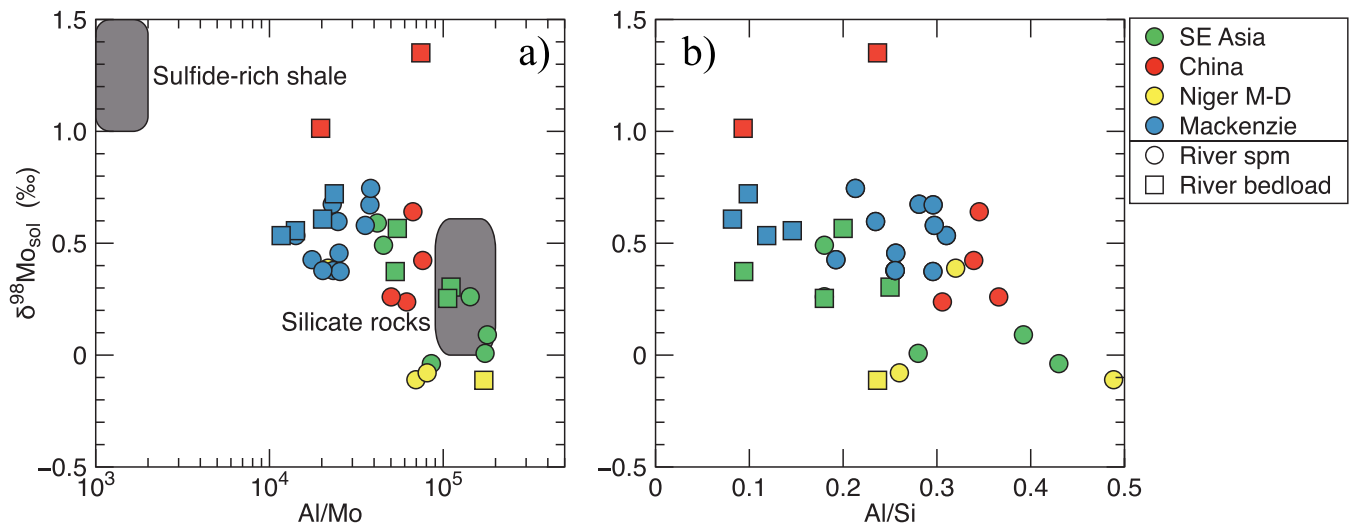 1.5
1.0
0.5
0
−0.5
δ⁹⁸Mosol (‰)
a)
Sulfide-rich shale
Silicate rocks
10³
10⁴
10⁵
Al/Mo
b)
0
0.1
0.2
0.3
0.4
0.5
Al/Si
SE Asia
China
Niger M-D
Mackenzie
River spm
River bedload